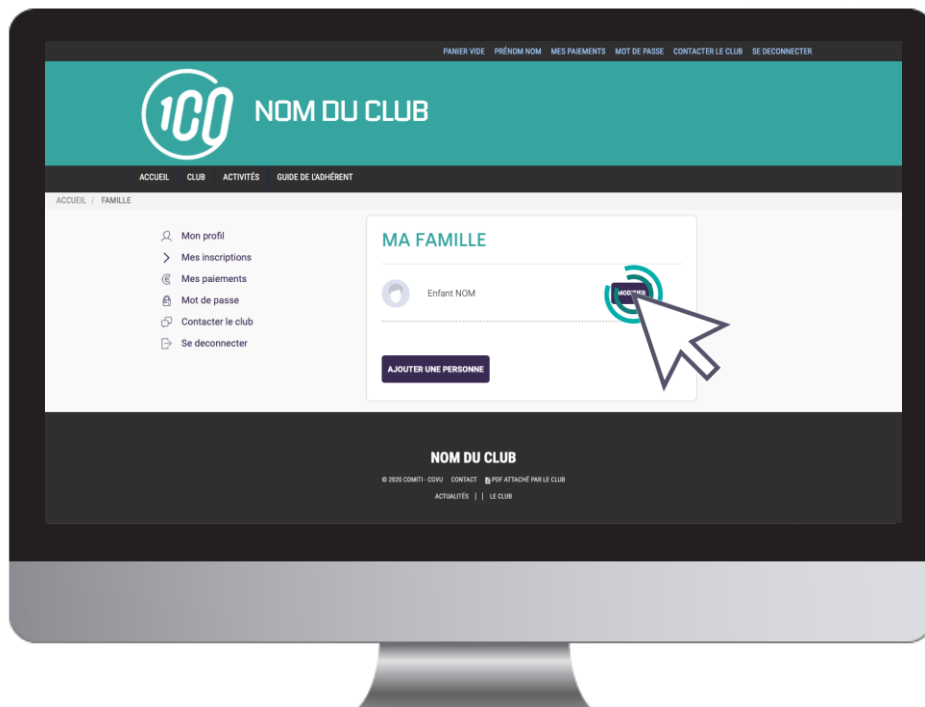 PANIER VIDE PRÉNOM NOM MES PAIEMENTS MOT DE PASSE CONTACTER LE CLUB SE DECONNECTER
100 NOM DU CLUB
ACCUEIL CLUB ACTIVITÉS GUIDE DE L'ADHÉRENT
ACCUEIL / FAMILLE
Mon profil
Mes inscriptions
Mes paiements
Mot de passe
Contacter le club
Se deconnecter
MA FAMILLE
Enfant NOM
MODIFIER
AJOUTER UNE PERSONNE
NOM DU CLUB
© 2020 COMITI - CGVU CONTACT PDF ATTACHÉ PAR LE CLUB
ACTUALITÉS | | LE CLUB